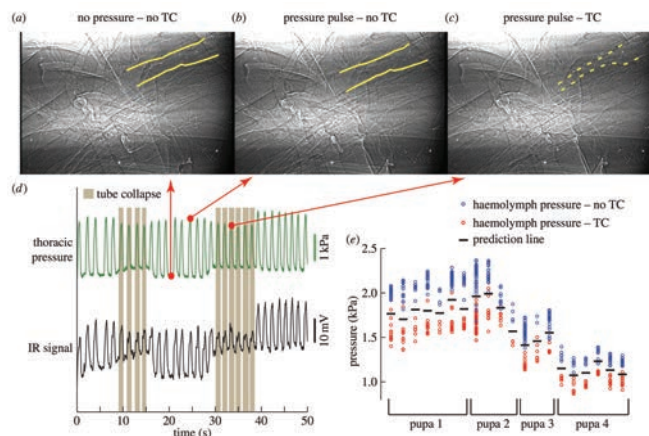 (a) no pressure – no TC
(b) pressure pulse – no TC
(c) pressure pulse – TC
(d)
tube collapse
thoracic
pressure
1 kPa
IR signal
10 mV
0 10 20 30 40 50
time (s)
haemolymph pressure – no TC
haemolymph pressure – TC
prediction line
(e)
2.5
2.0
1.5
1.0
pressure (kPa)
pupa 1 pupa 2 pupa 3 pupa 4